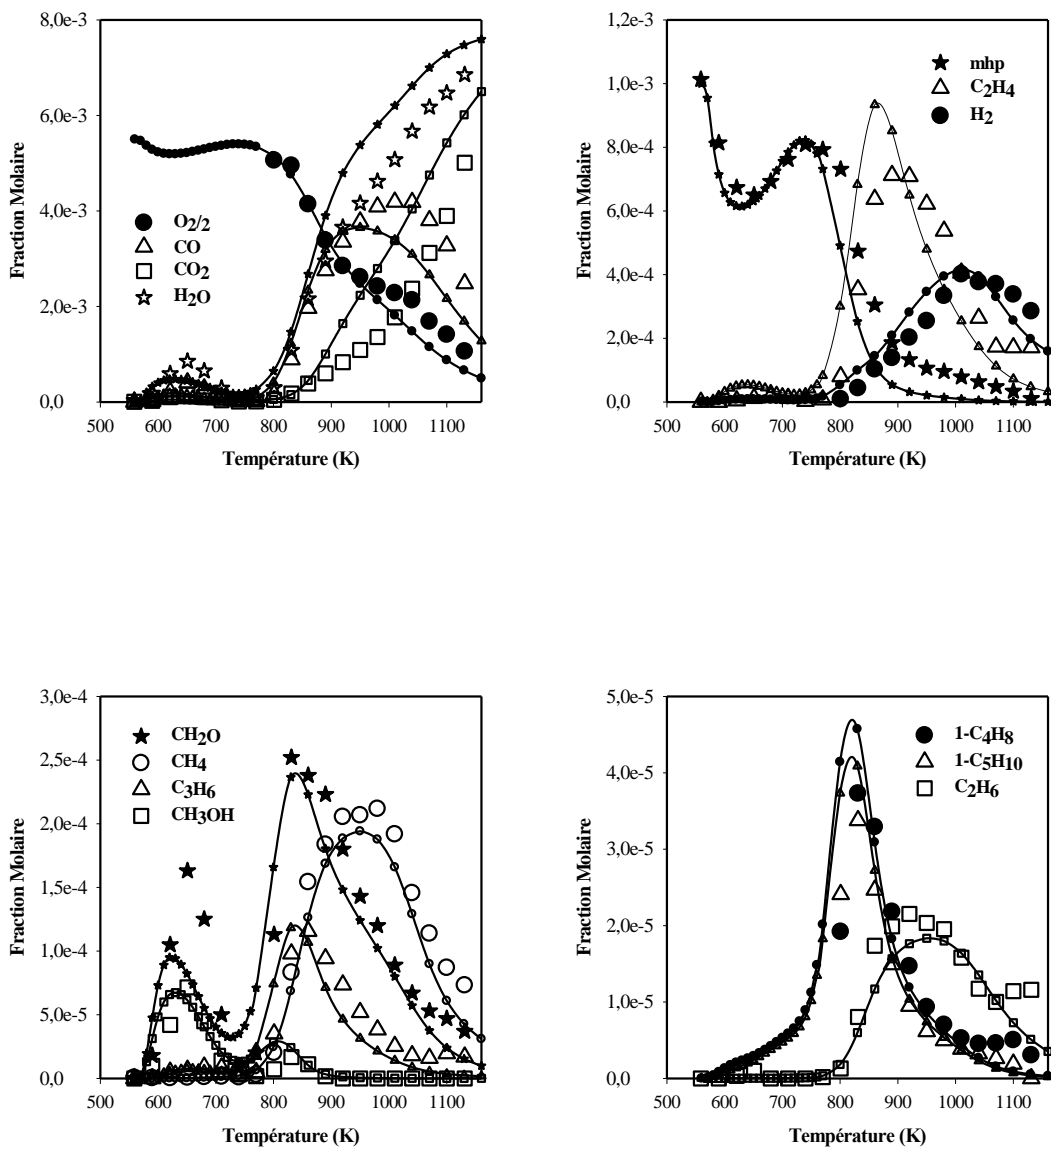 8,0e-3
6,0e-3
4,0e-3
2,0e-3
0,0
Fraction Molaire
O2/2
CO
CO2
H2O
500 600 700 800 900 1000 1100
Température (K)
1,2e-3
1,0e-3
8,0e-4
6,0e-4
4,0e-4
2,0e-4
0,0
Fraction Molaire
mhp
C2H4
H2
500 600 700 800 900 1000 1100
Température (K)
3,0e-4
2,5e-4
2,0e-4
1,5e-4
1,0e-4
5,0e-5
0,0
Fraction Molaire
CH2O
CH4
C3H6
CH3OH
500 600 700 800 900 1000 1100
Température (K)
5,0e-5
4,0e-5
3,0e-5
2,0e-5
1,0e-5
0,0
Fraction Molaire
1-C4H8
1-C5H10
C2H6
500 600 700 800 900 1000 1100
Température (K)